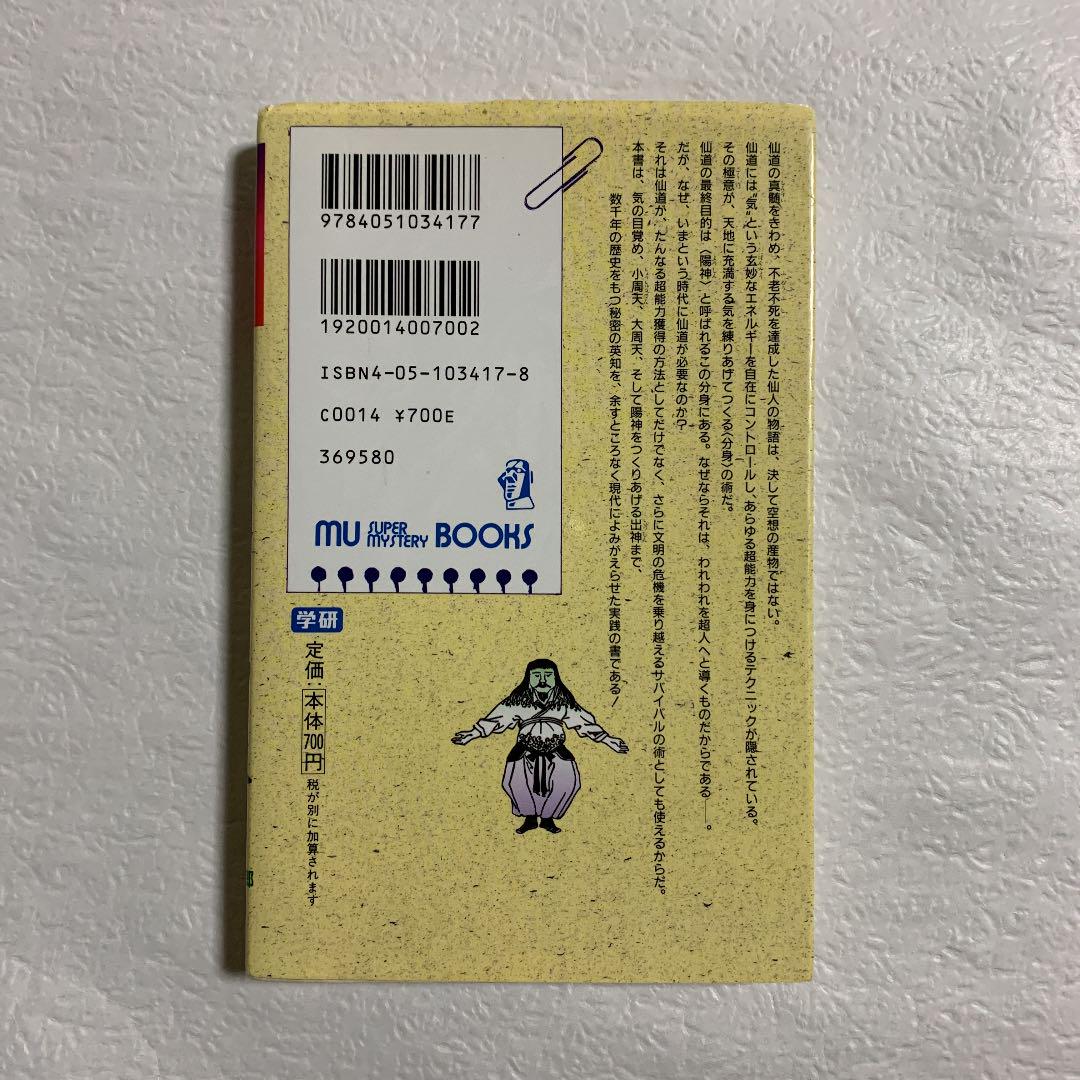 仙道の真髄をきわめ、不老不死を達成した仙人の物語は、決して空想の産物ではない。
仙道には“気”という玄妙なエネルギーを自在にコントロールし、あらゆる超能力を身につけるテクニックが隠されている。
その極意が、天地に充満する気を練りあげてつくる〈分身〉の術だ。
仙道の最終目的は〈陽神〉と呼ばれるこの分身にある。なぜならそれは、われわれを超人へと導くものだからである――。
だが、なぜ、いまという時代に仙道が必要なのか?
それは仙道が、たんなる超能力獲得の方法としてだけでなく、さらに文明の危機を乗り越えるサバイバルの術としても使えるからだ。
本書は、気の目覚め、小周天、大周天、そして陽神をつくりあげる出神まで、
数千年の歴史をもつ秘密の英知を、余すところなく現代によみがえらせた実践の書である!
9784051034177
1920014007002
ISBN4-05-103417-8
C0014 ¥700E
369580
MU SUPER MYSTERY BOOKS
学研
定価:本体700円
税が別に加算されます
郎